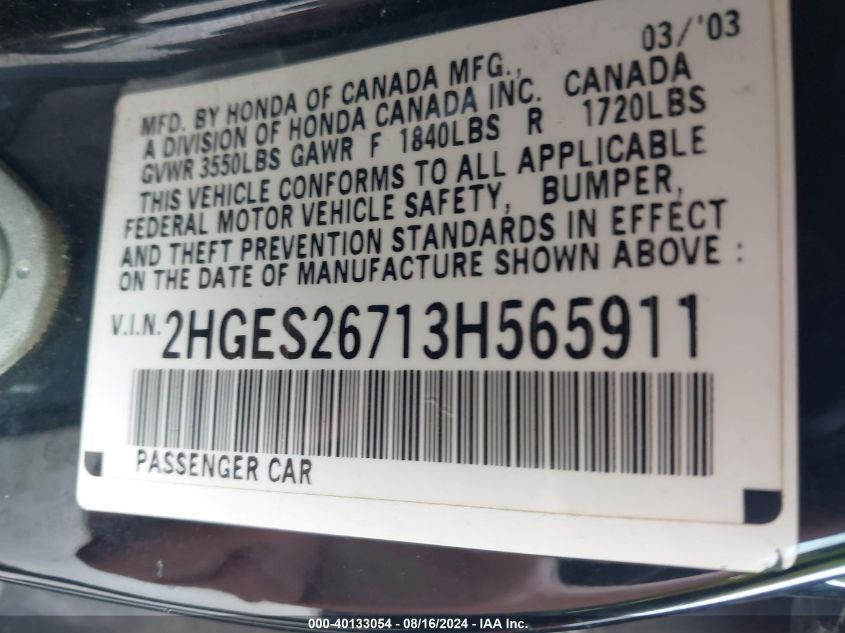 03/'03
MFD. BY HONDA OF CANADA MFG.,
A DIVISION OF HONDA CANADA INC. CANADA
GVWR 3550LBS GAWR F 1840LBS R 1720LBS
THIS VEHICLE CONFORMS TO ALL APPLICABLE
FEDERAL MOTOR VEHICLE SAFETY, BUMPER,
AND THEFT PREVENTION STANDARDS IN EFFECT
ON THE DATE OF MANUFACTURE SHOWN ABOVE :
V.I.N. 2HGES26713H565911
PASSENGER CAR
000-40133054 - 08/16/2024 - IAA Inc.